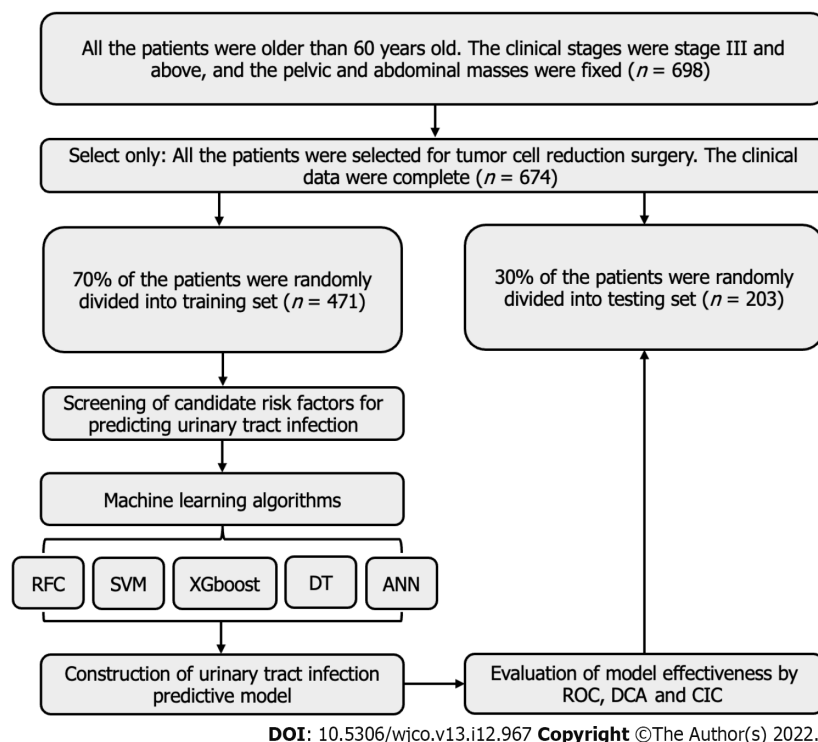 All the patients were older than 60 years old. The clinical stages were stage III and
above, and the pelvic and abdominal masses were fixed (n = 698)
Select only: All the patients were selected for tumor cell reduction surgery. The clinical
data were complete (n = 674)
70% of the patients were randomly
divided into training set (n = 471)
30% of the patients were randomly
divided into testing set (n = 203)
Screening of candidate risk factors for
predicting urinary tract infection
Machine learning algorithms
RFC SVM XGboost DT ANN
Construction of urinary tract infection
predictive model
Evaluation of model effectiveness by
ROC, DCA and CIC
DOI: 10.5306/wjco.v13.i12.967 Copyright ©The Author(s) 2022.